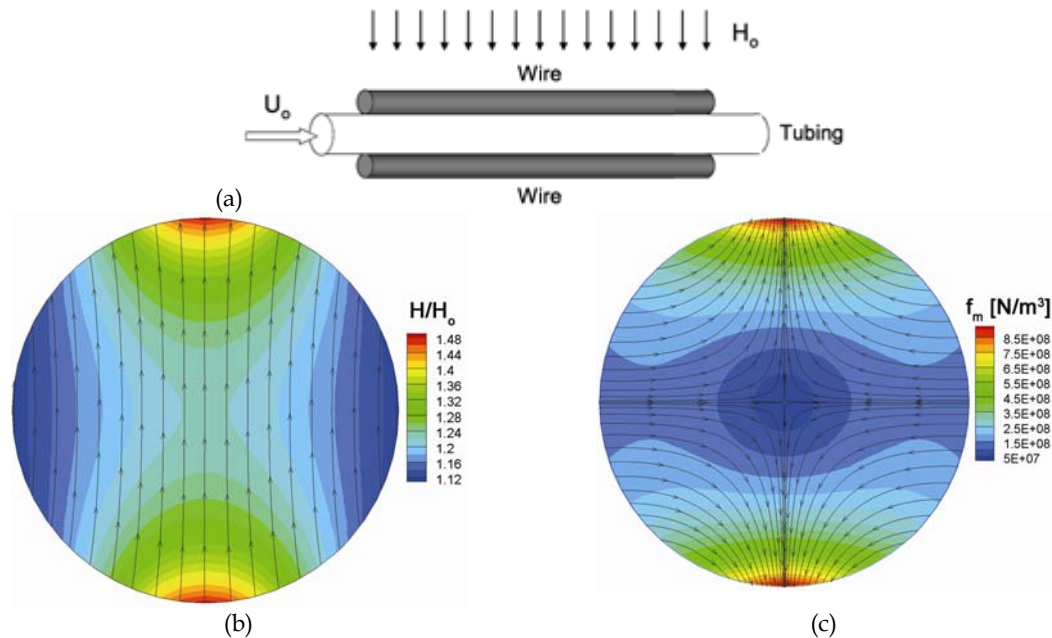 H₀
Wire
U₀
Tubing
Wire
(a)
H/H₀
1.48
1.44
1.4
1.36
1.32
1.28
1.24
1.2
1.16
1.12
fₘ [N/m³]
8.5E+08
7.5E+08
6.5E+08
5.5E+08
4.5E+08
3.5E+08
2.5E+08
1.5E+08
5E+07
(b)
(c)